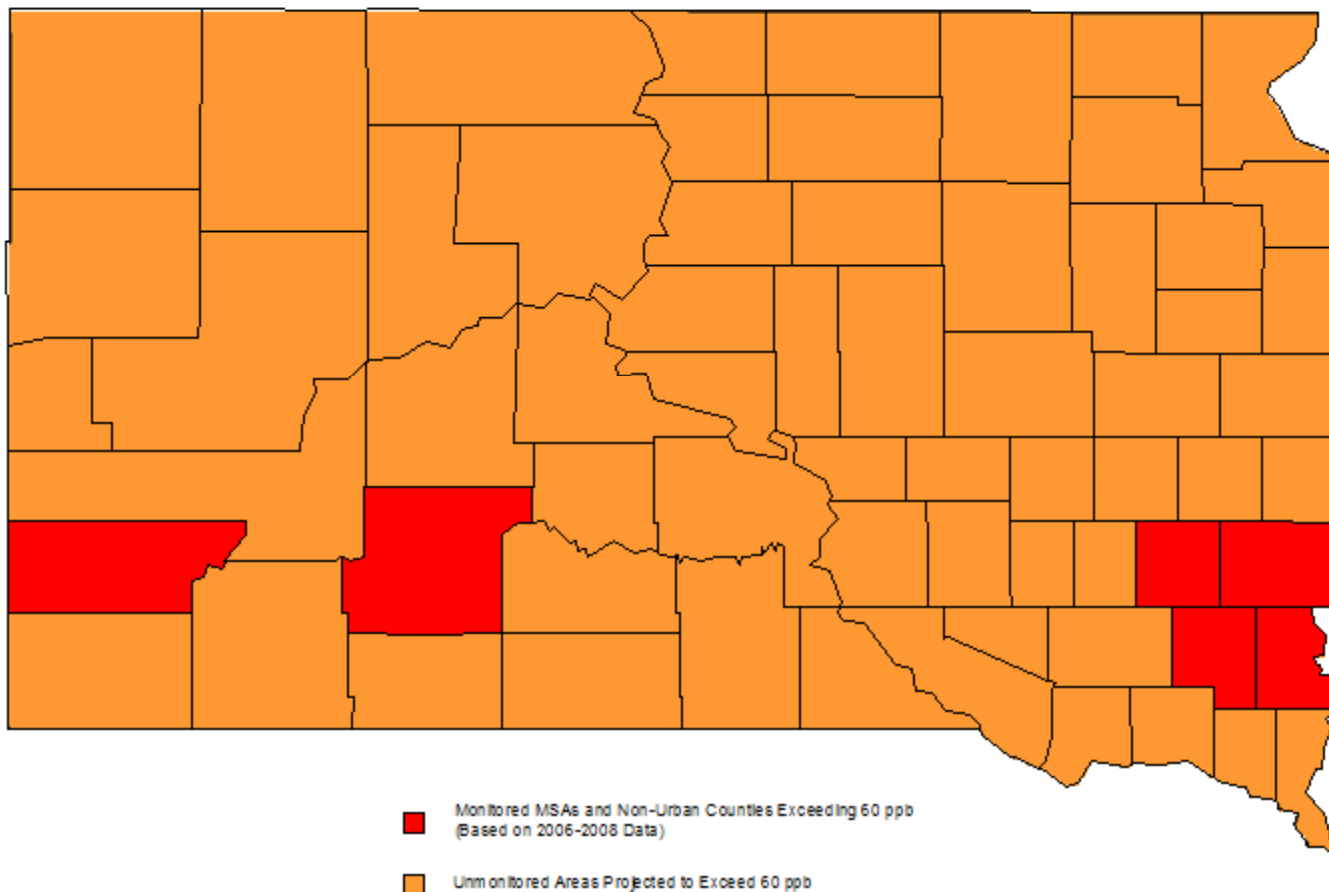 Monitored MSAs and Non-Urban Counties Exceeding 60 ppb
(Based on 2006-2008 Data)
Unmonitored Areas Projected to Exceed 60 ppb